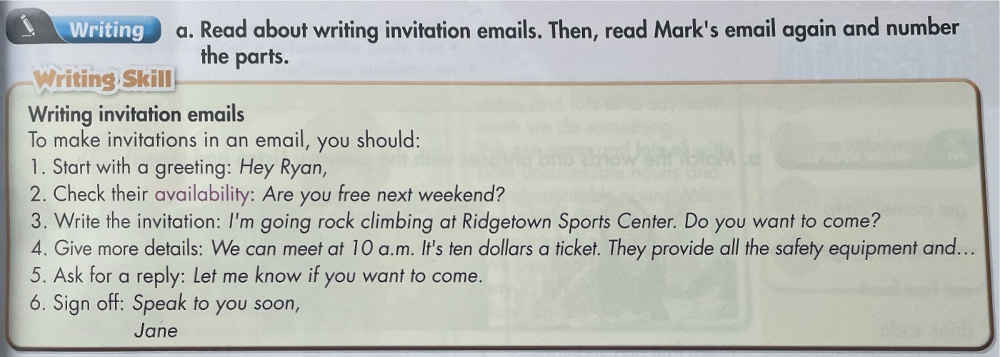 Writing
a. Read about writing invitation emails. Then, read Mark's email again and number
the parts.
Writing Skill
Writing invitation emails
To make invitations in an email, you should:
1. Start with a greeting: Hey Ryan,
2. Check their availability: Are you free next weekend?
3. Write the invitation: I'm going rock climbing at Ridgetown Sports Center. Do you want to come?
4. Give more details: We can meet at 10 a.m. It's ten dollars a ticket. They provide all the safety equipment and...
5. Ask for a reply: Let me know if you want to come.
6. Sign off: Speak to you soon,
Jane